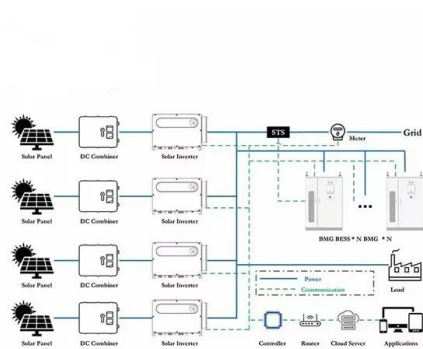 STS
Meter
Grid
Solar Panel DC Combiner Solar Inverter
Solar Panel DC Combiner Solar Inverter
BMG BESS * N BMG * N
Solar Panel DC Combiner Solar Inverter
Power
Communication
Load
Solar Panel DC Combiner Solar Inverter
Controller Router Cloud Server Applications